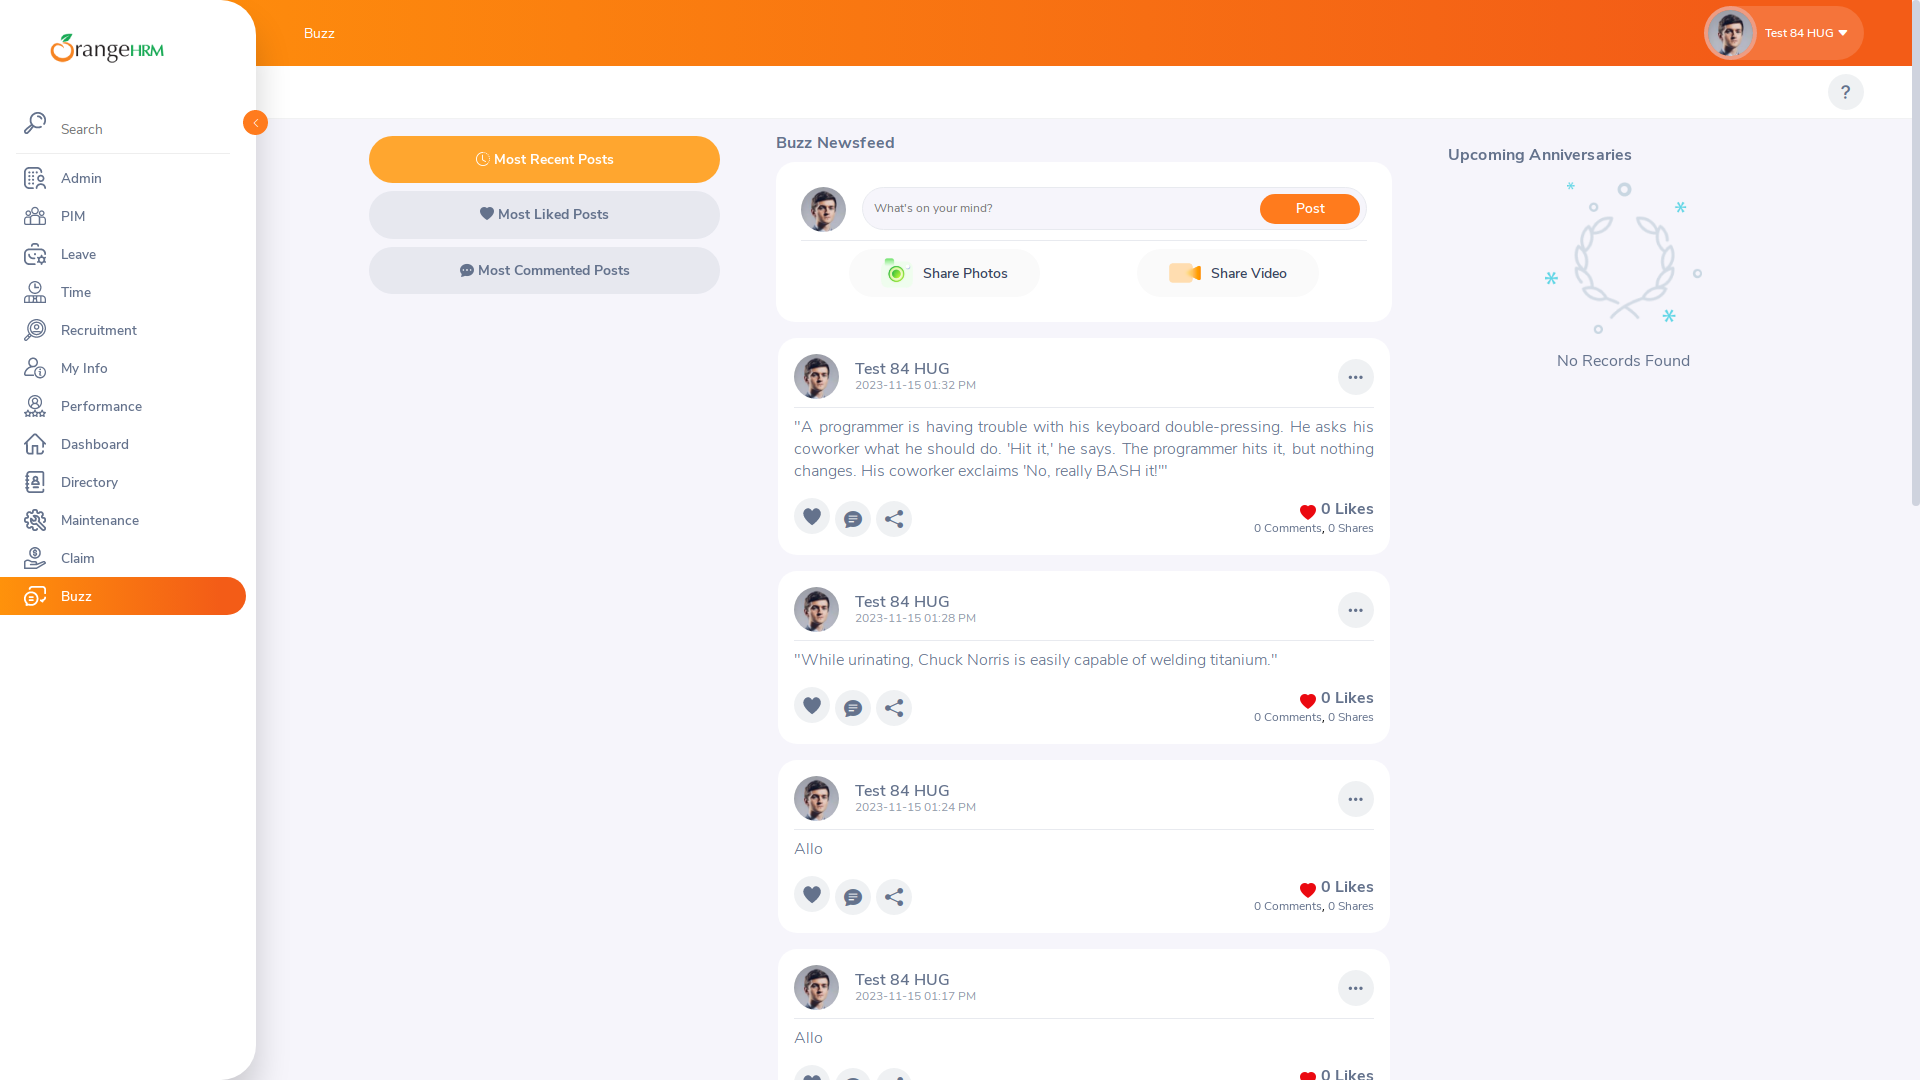 OrangeHRM
Search
Admin
PIM
Leave
Time
Recruitment
My Info
Performance
Dashboard
Directory
Maintenance
Claim
Buzz
Buzz
Test 84 HUG
?
Most Recent Posts
Most Liked Posts
Most Commented Posts
Buzz Newsfeed
What's on your mind?
Post
Share Photos
Share Video
Test 84 HUG
2023-11-15 01:32 PM
"A programmer is having trouble with his keyboard double-pressing. He asks his
coworker what he should do. 'Hit it,' he says. The programmer hits it, but nothing
changes. His coworker exclaims 'No, really BASH it!'"
0 Likes
0 Comments, 0 Shares
Test 84 HUG
2023-11-15 01:28 PM
"While urinating, Chuck Norris is easily capable of welding titanium."
0 Likes
0 Comments, 0 Shares
Test 84 HUG
2023-11-15 01:24 PM
Allo
0 Likes
0 Comments, 0 Shares
Test 84 HUG
2023-11-15 01:17 PM
Allo
0 Likes
Upcoming Anniversaries
No Records Found